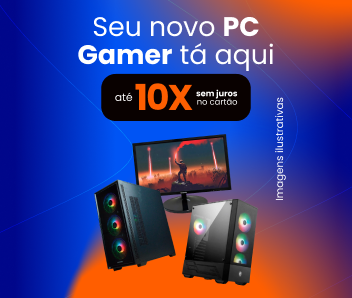 Seu novo PC
Gamer tá aqui
até 10X sem juros
no cartão
Imagens ilustrativas